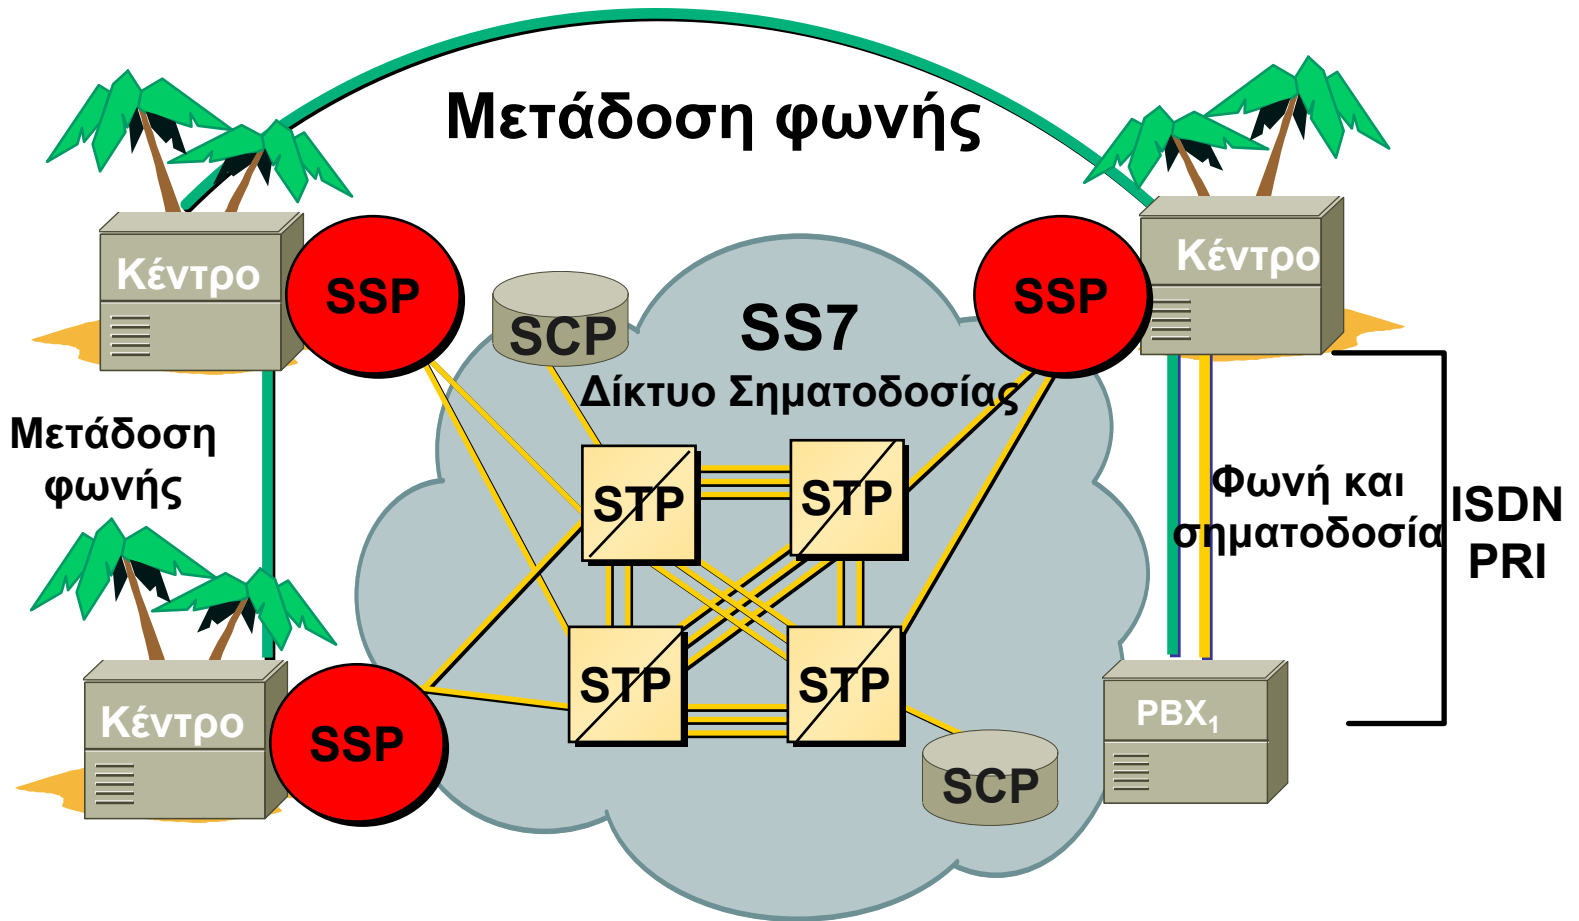 Μετάδοση φωνής
Κέντρο
SSP
SCP
SS7
Δίκτυο Σηματοδοσίας
SSP
Κέντρο
Μετάδοση
φωνής
STP
STP
Φωνή και
σηματοδοσία
ISDN
PRI
STP
STP
Κέντρο
SSP
SCP
PBX₁